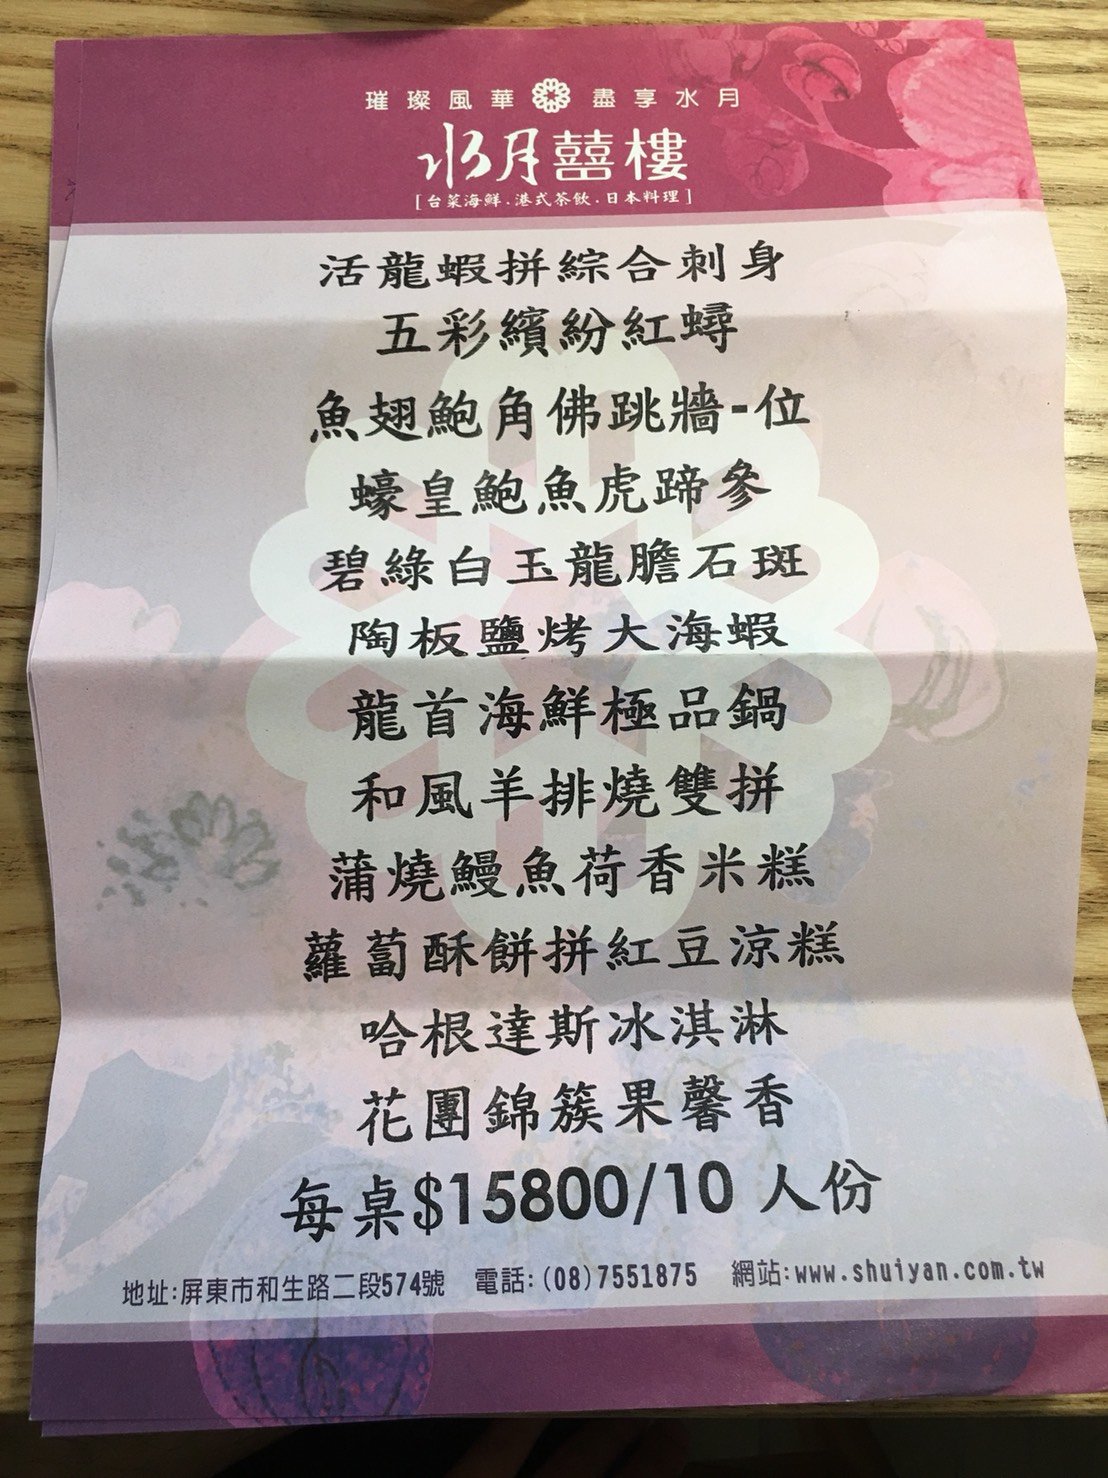 璀璨風華 盡享水月
水月囍樓
[台菜海鮮.港式茶飲.日本料理]
活龍蝦拼綜合刺身
五彩繽紛紅蟳
魚翅鮑角佛跳牆-位
蠔皇鮑魚虎蹄參
碧綠白玉龍膽石斑
陶板鹽烤大海蝦
龍首海鮮極品鍋
和風羊排燒雙拼
蒲燒鰻魚荷香米糕
蘿蔔酥餅拼紅豆涼糕
哈根達斯冰淇淋
花團錦簇果馨香
每桌$15800/10 人份
地址:屏東市和生路二段574號 電話:(08)7551875 網站:www.shuiyan.com.tw